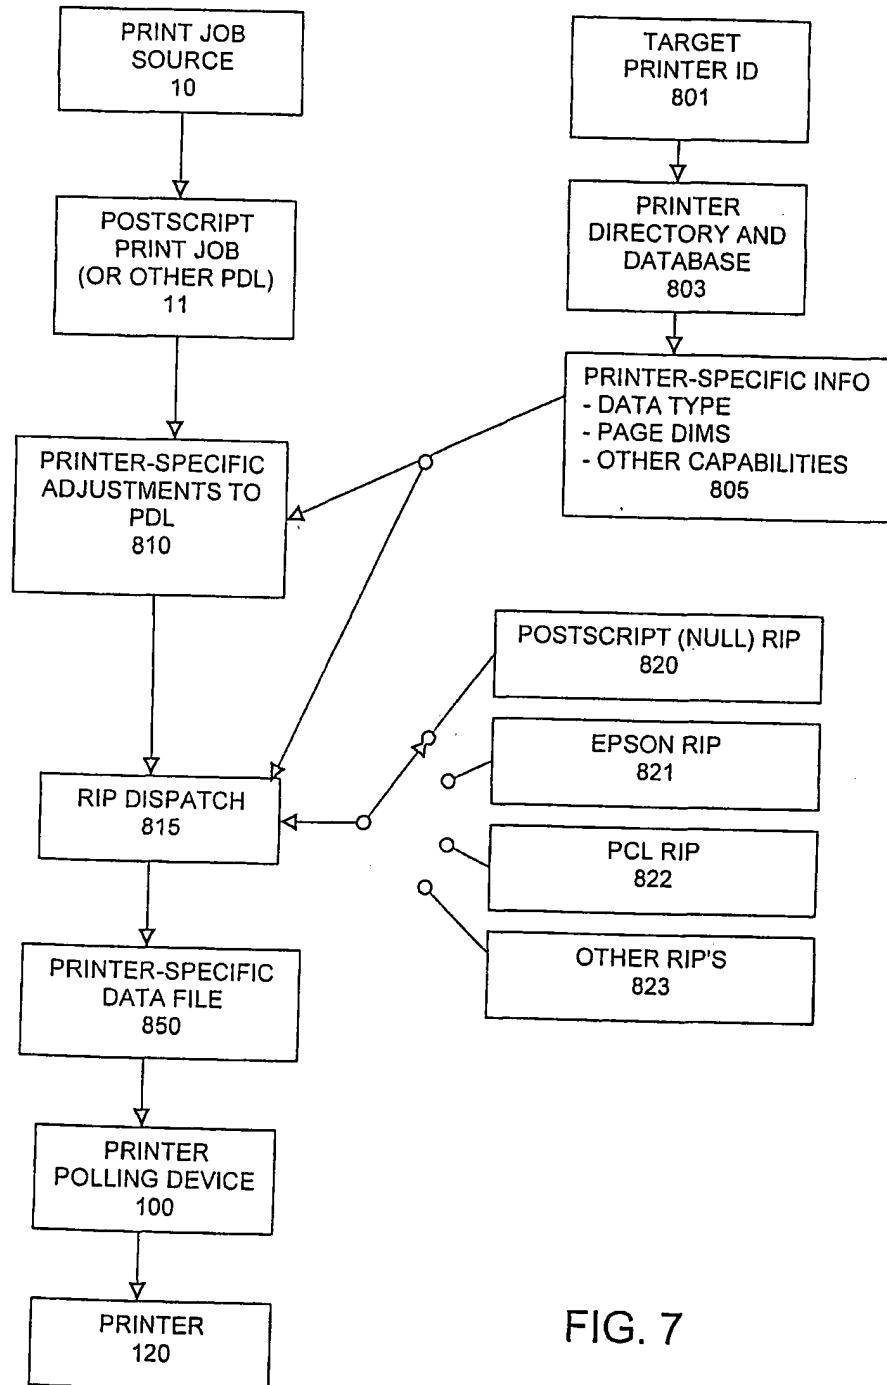 PRINT JOB
SOURCE
10
POSTSCRIPT
PRINT JOB
(OR OTHER PDL)
11
PRINTER-SPECIFIC
ADJUSTMENTS TO
PDL
810
RIP DISPATCH
815
PRINTER-SPECIFIC
DATA FILE
850
PRINTER
POLLING DEVICE
100
PRINTER
120
TARGET
PRINTER ID
801
PRINTER
DIRECTORY AND
DATABASE
803
PRINTER-SPECIFIC INFO
- DATA TYPE
- PAGE DIMS
- OTHER CAPABILITIES
805
POSTSCRIPT (NULL) RIP
820
EPSON RIP
821
PCL RIP
822
OTHER RIP'S
823
FIG. 7